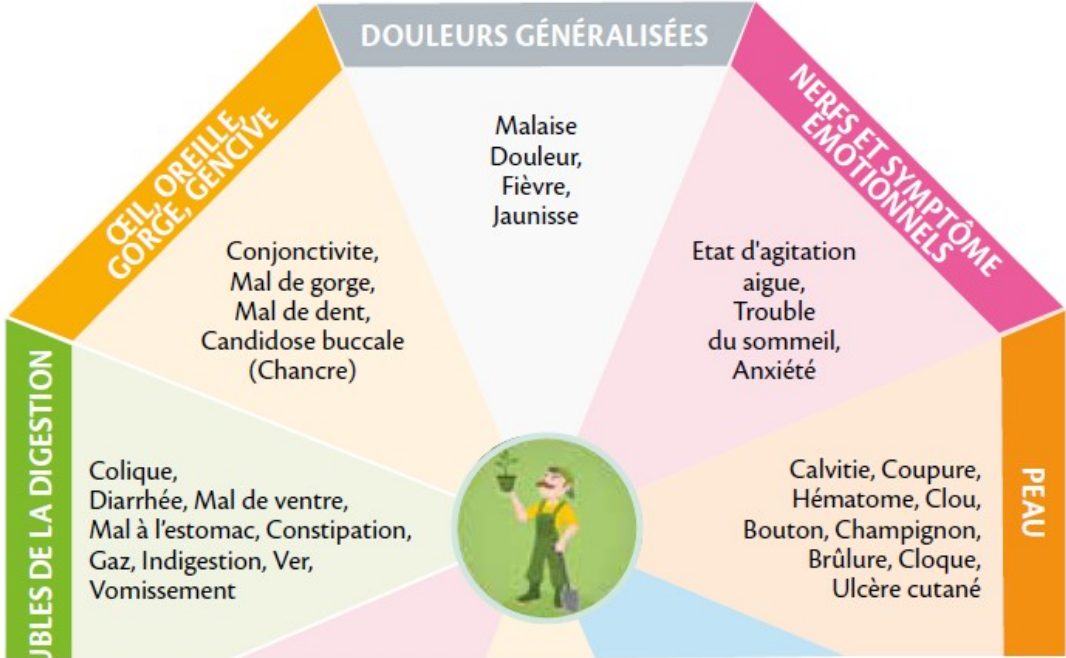 DOULEURS GÉNÉRALISÉES
Malaise
Douleur,
Fièvre,
Jaunisse
ŒIL, OREILLE,
GORGE, GENCIVE
Conjonctivite,
Mal de gorge,
Mal de dent,
Candidose buccale
(Chancre)
NERFS ET SYMPTÔME
ÉMOTIONNELS
Etat d'agitation
aigue,
Trouble
du sommeil,
Anxiété
DE LA DIGESTION
Colique,
Diarrhée, Mal de ventre,
Mal à l’estomac, Constipation,
Gaz, Indigestion, Ver,
Vomissement
PEAU
Calvitie, Coupure,
Hématome, Clou,
Bouton, Champignon,
Brûlure, Cloque,
Ulcère cutané